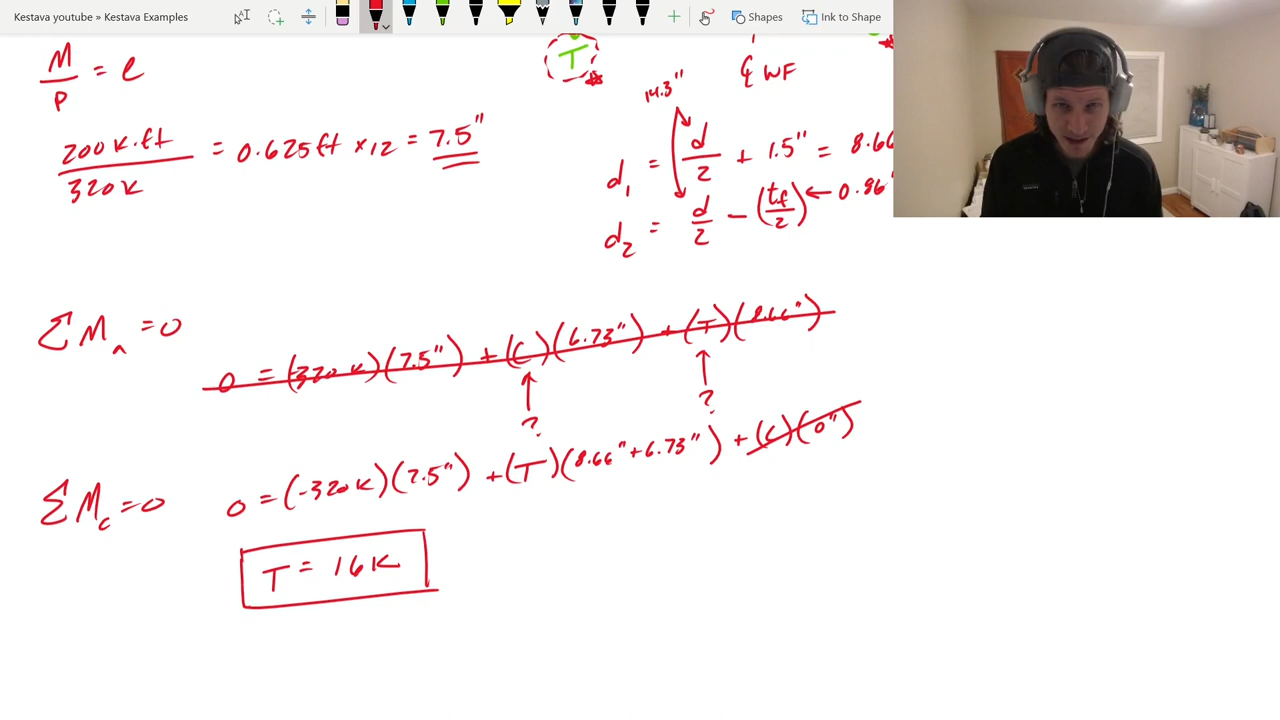 Kestava youtube » Kestava Examples
Shapes
Ink to Shape
M/P = e
200 k.ft / 320 k = 0.625 ft × 12 = 7.5"
T
℄ WF
14.3"
d₁ = d/2 + 1.5" = 8.66
d₂ = d/2 - (tf/2) ← 0.86"
ΣMₐ = 0
0 = (320 k)(7.5") + (C)(6.73") + (T)(8.66")
? ?
ΣM꜀ = 0 0 = (-320k)(7.5") + (T)(8.66" + 6.73") + (C)(0")
T = 16 K